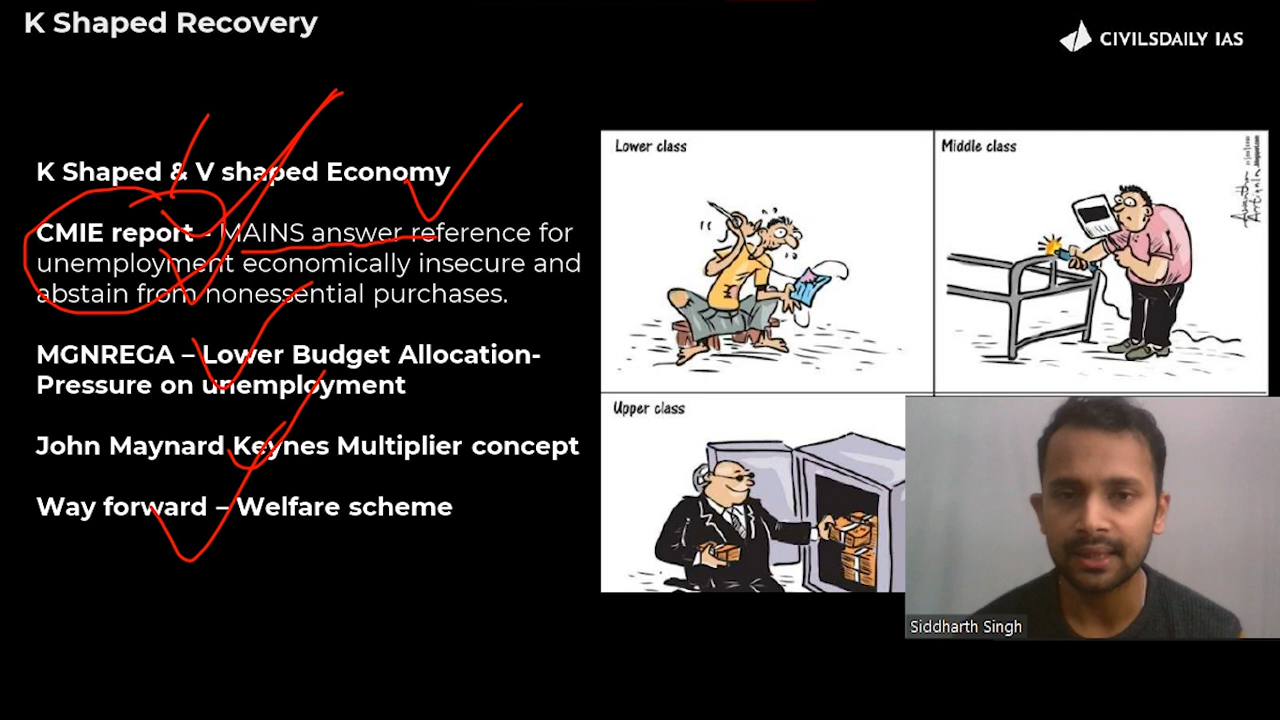 K Shaped Recovery
CIVILSDAILY IAS
K Shaped & V shaped Economy
CMIE report - MAINS answer reference for
unemployment economically insecure and
abstain from nonessential purchases.
MGNREGA – Lower Budget Allocation-
Pressure on unemployment
John Maynard Keynes Multiplier concept
Way forward – Welfare scheme
Lower class
Middle class
Upper class
Siddharth Singh